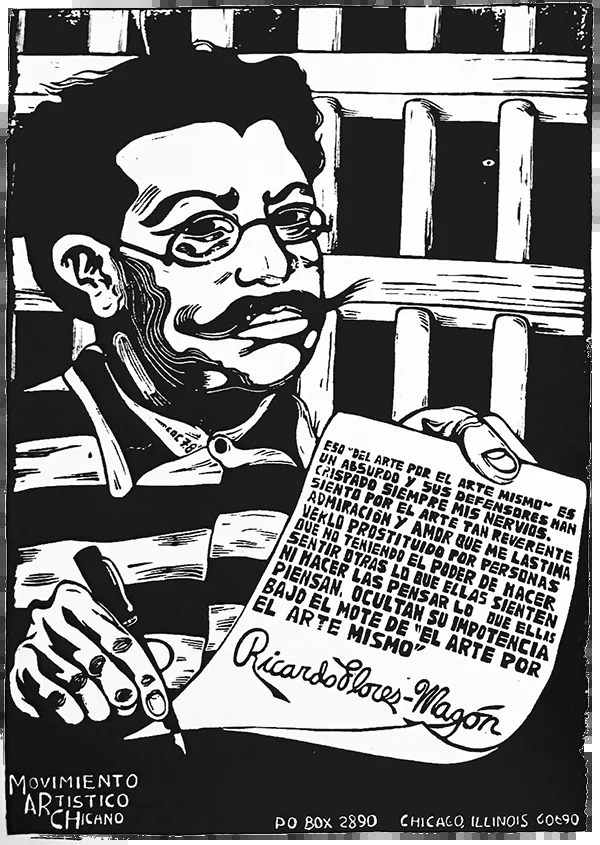 CAC 78
ESO "DEL ARTE POR EL ARTE MISMO" ES
UN ABSURDO Y SUS DEFENSORES HAN
CRISPADO SIEMPRE MIS NERVIOS.
SIENTO POR EL ARTE TAN REVERENTE
ADMIRACION Y AMOR QUE ME LASTIMA
VERLO PROSTITUIDO POR PERSONAS
QUE NO TENIENDO EL PODER DE HACER
SENTIR OTRAS LO QUE ELLAS SIENTEN
NI HACER LAS PENSAR LO QUE ELLAS
PIENSAN, OCULTAN SU IMPOTENCIA
BAJO EL MOTE DE "EL ARTE POR
EL ARTE MISMO"
Ricardo Flores-Magón
MOVIMIENTO
ARTISTICO
CHICANO
PO BOX 2890 CHICAGO, ILLINOIS 60690